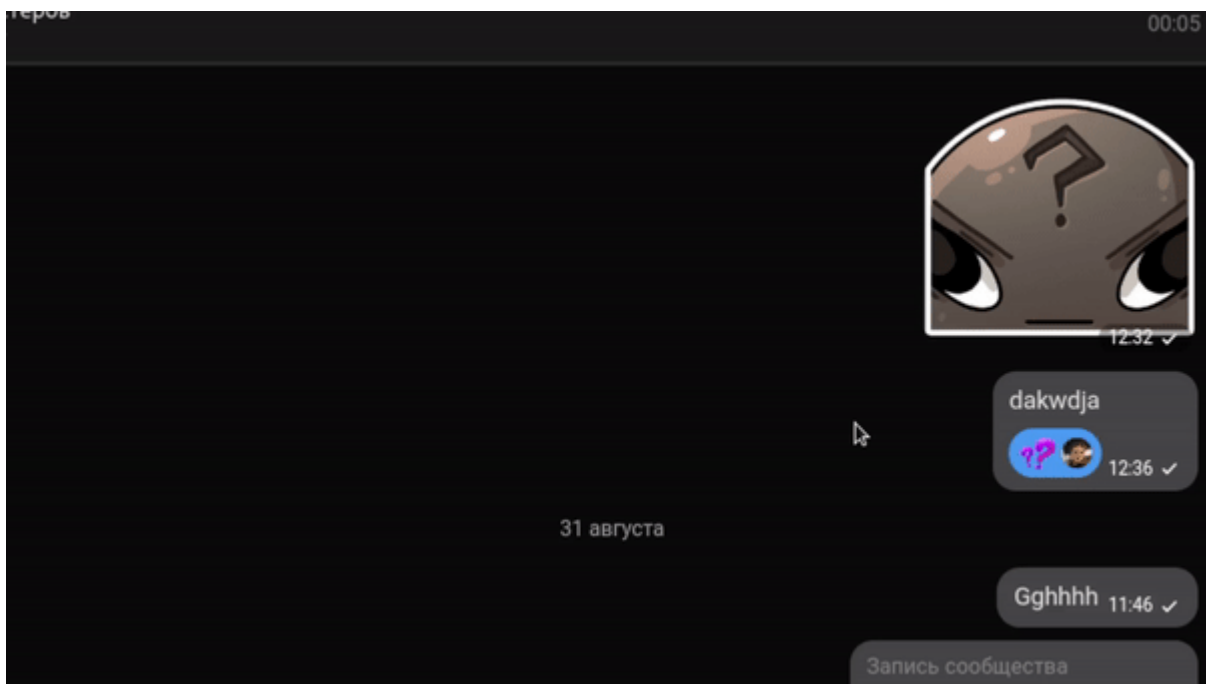 00:05
?
12:32
dakwdja
?? 12:36
31 августа
Gghhhh 11:46
Запись сообщества